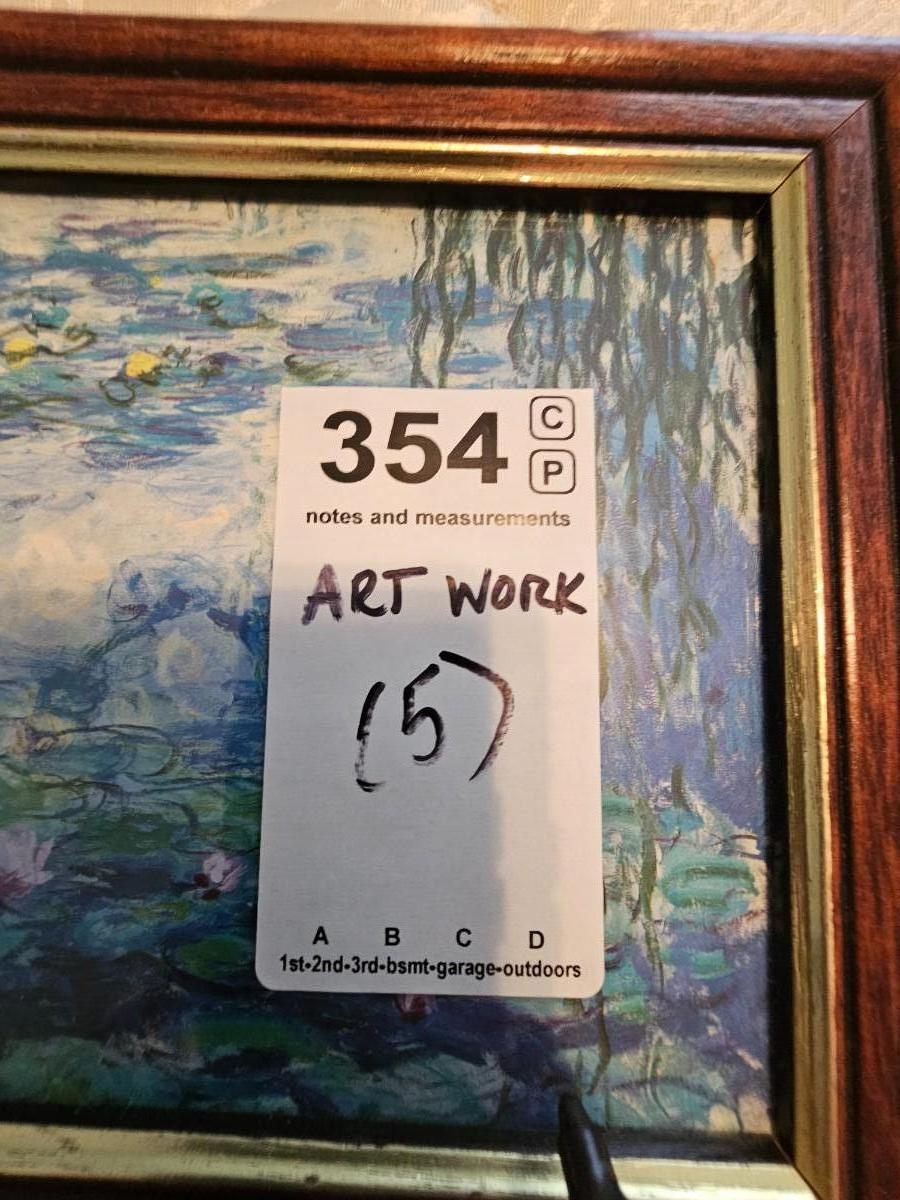 354 C
P
notes and measurements
ART WORK
(5)
A B C D
1st-2nd-3rd-bsmt-garage-outdoors